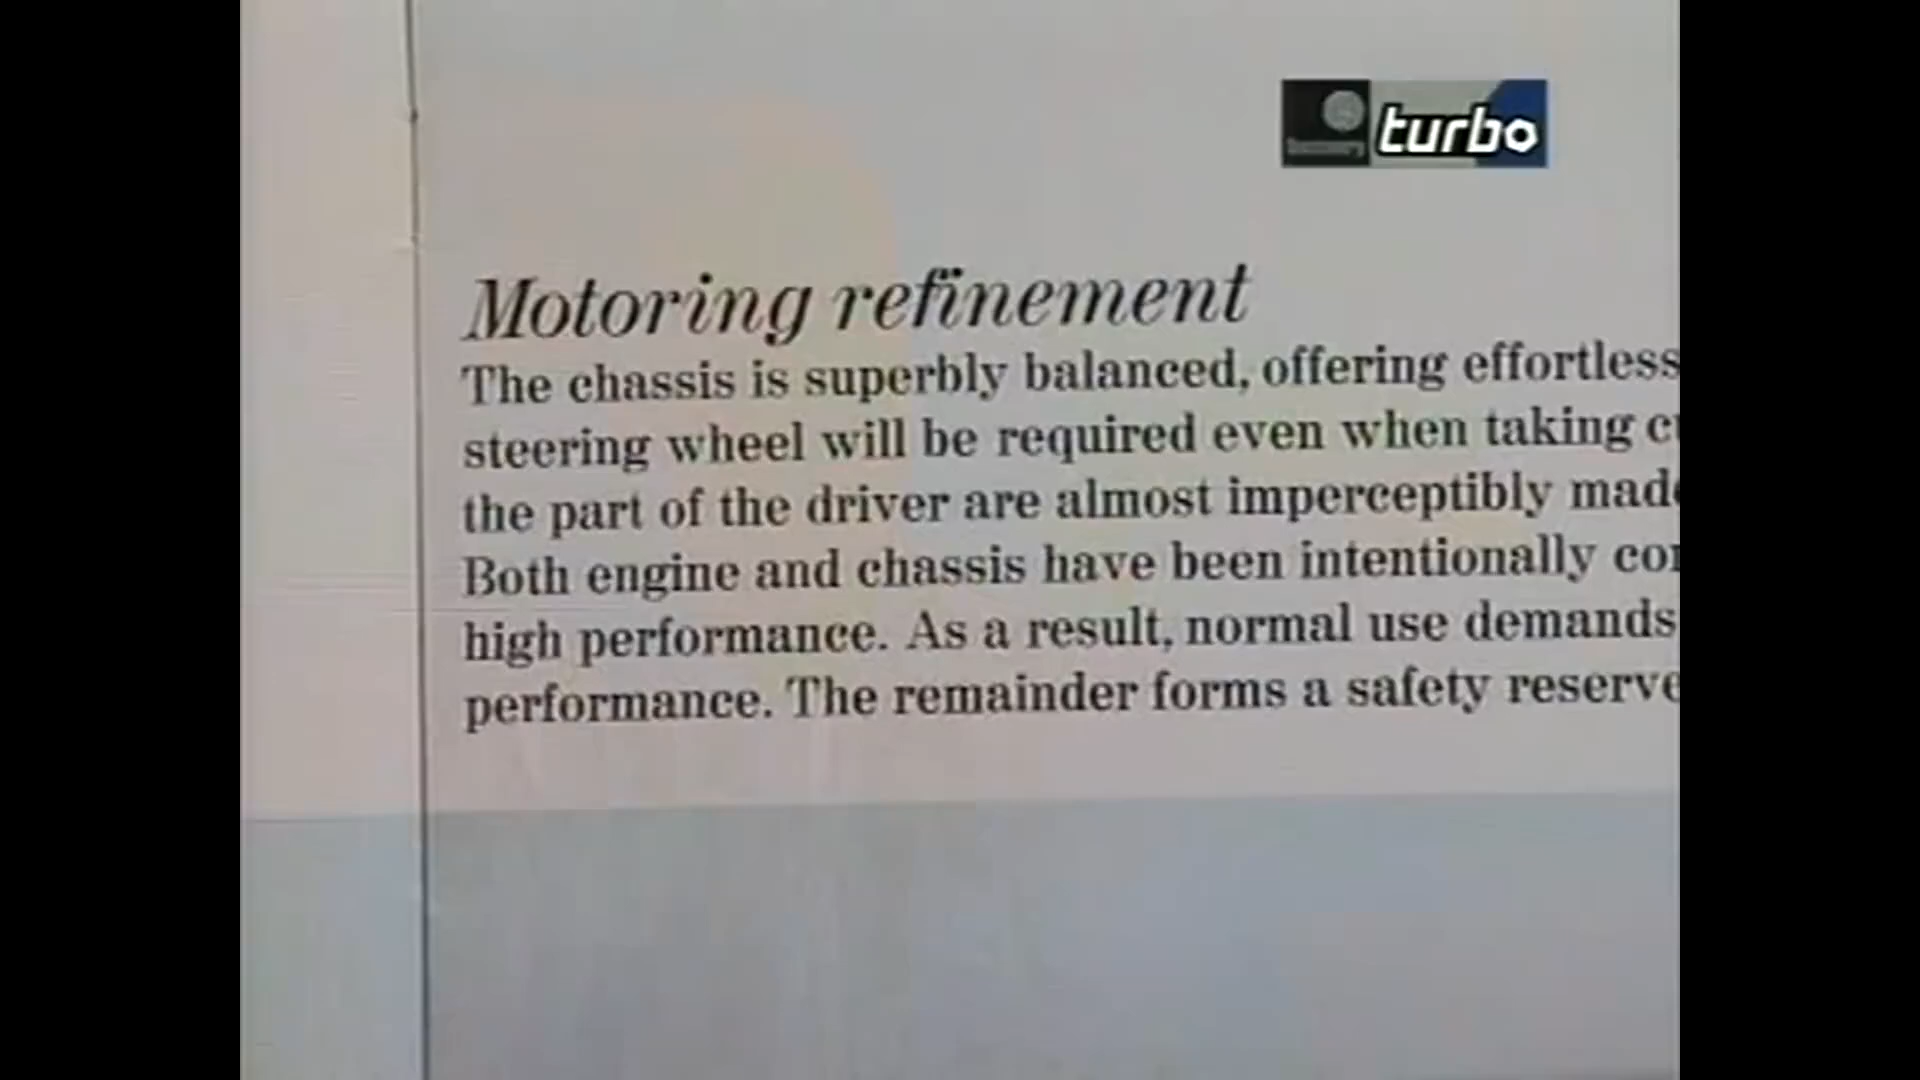 turbo
Motoring refinement
The chassis is superbly balanced, offering effortless
steering wheel will be required even when taking
the part of the driver are almost imperceptibly made
Both engine and chassis have been intentionally
high performance. As a result, normal use demands
performance. The remainder forms a safety reserve